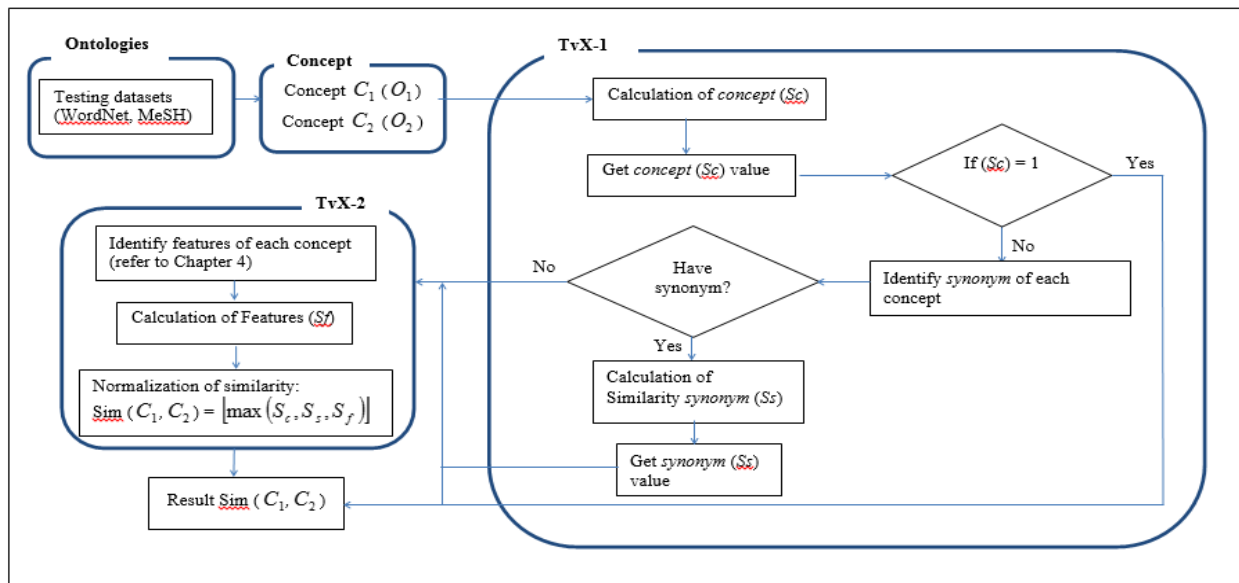 Ontologies
Testing datasets
(WordNet, MeSH)
Concept
Concept C₁ (O₁)
Concept C₂ (O₂)
TvX-1
Calculation of concept (Sc)
Get concept (Sc) value
If (Sc) = 1
Yes
No
Identify synonym of each
concept
Have
synonym?
No
Yes
Calculation of
Similarity synonym (Ss)
Get synonym (Ss)
value
TvX-2
Identify features of each concept
(refer to Chapter 4)
Calculation of Features (Sf)
Normalization of similarity:
Sim (C₁, C₂) = ⌊max (S_c, S_s, S_f)⌋
Result Sim (C₁, C₂)